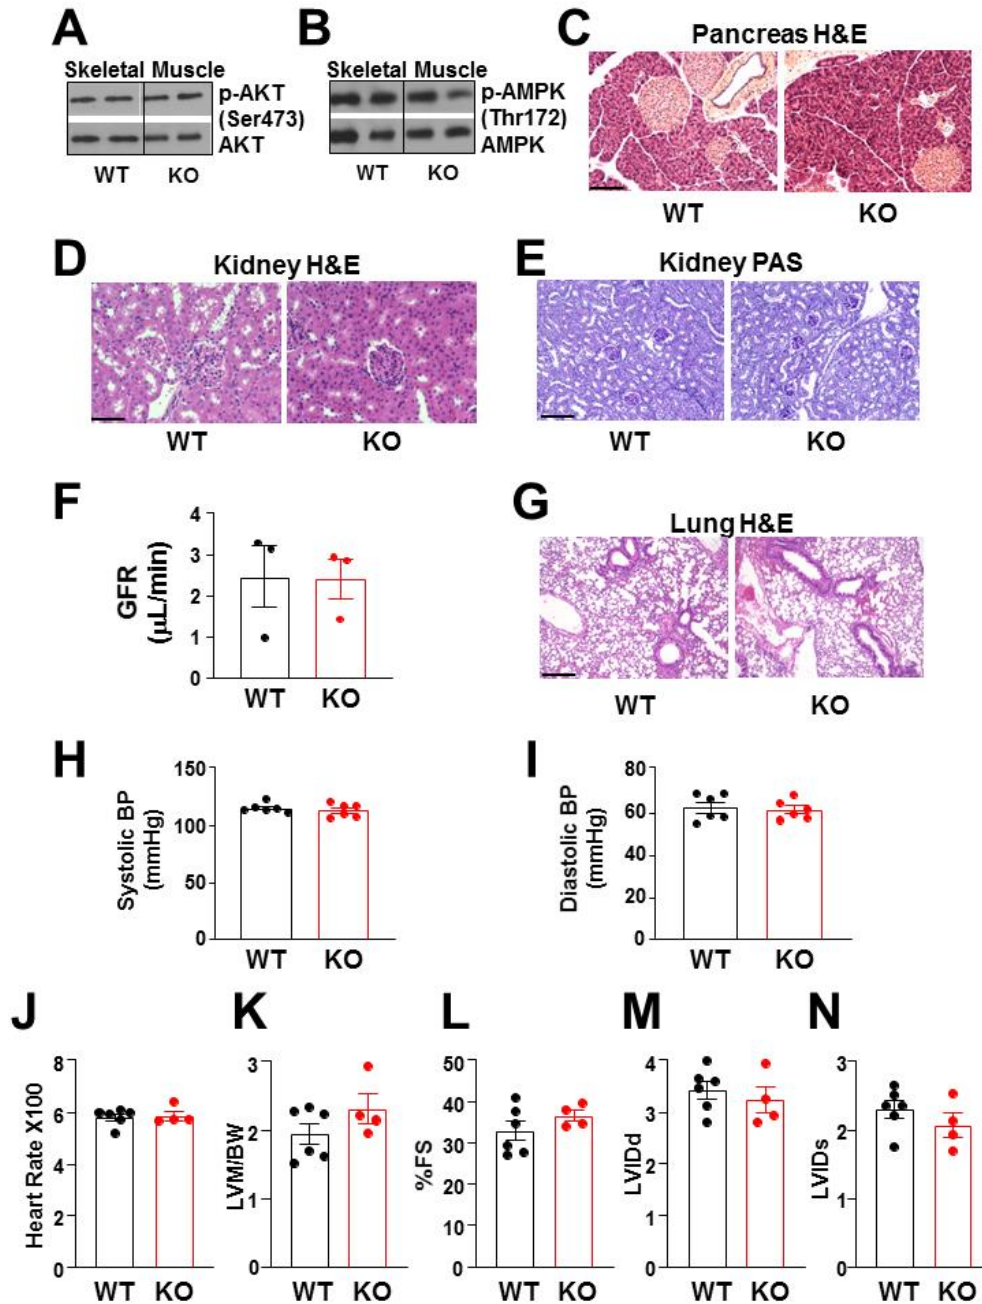 A
Skeletal Muscle
p-AKT
(Ser473)
AKT
WT KO
B
Skeletal Muscle
p-AMPK
(Thr172)
AMPK
WT KO
C
Pancreas H&E
WT KO
D
Kidney H&E
WT KO
E
Kidney PAS
WT KO
F
GFR
(µL/min)
4
3
2
1
0
WT KO
G
Lung H&E
WT KO
H
Systolic BP
(mmHg)
150
100
50
0
WT KO
I
Diastolic BP
(mmHg)
80
60
40
20
0
WT KO
J
Heart Rate X100
8
6
4
2
0
WT KO
K
LVM/BW
3
2
1
0
WT KO
L
%FS
50
40
30
20
10
0
WT KO
M
LVIDd
4
3
2
1
0
WT KO
N
LVIDs
3
2
1
0
WT KO